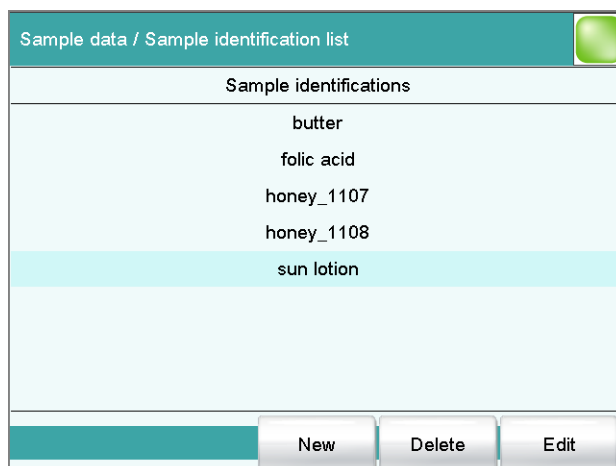 Sample data / Sample identification list
Sample identifications
butter
folic acid
honey_1107
honey_1108
sun lotion
New Delete Edit